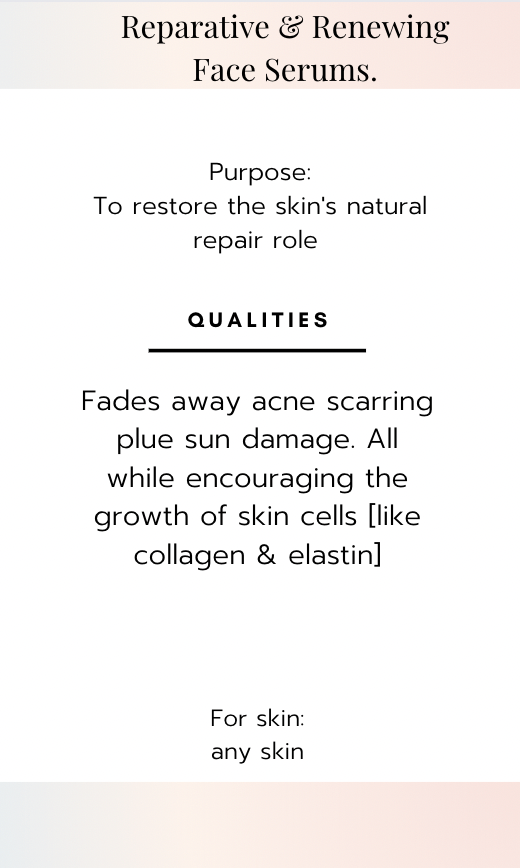 Reparative & Renewing
Face Serums.
Purpose:
To restore the skin's natural
repair role
QUALITIES
Fades away acne scarring
plue sun damage. All
while encouraging the
growth of skin cells [like
collagen & elastin]
For skin:
any skin